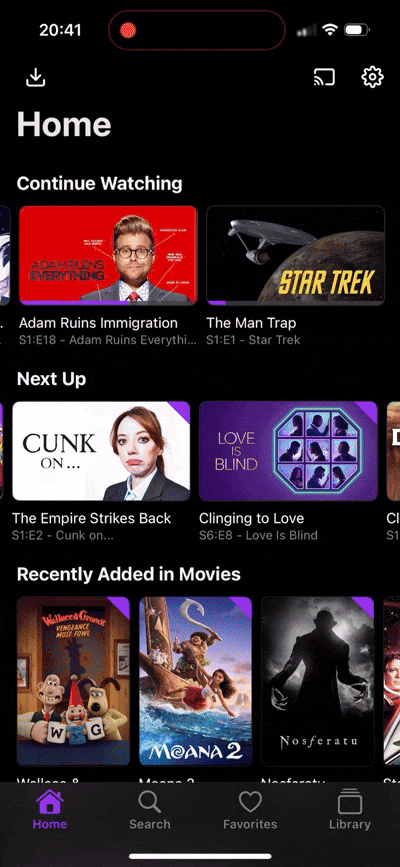 20:41
Home
Continue Watching
ADAM RUINS
EVERYTHING
STAR TREK
Adam Ruins Immigration
S1:E18 - Adam Ruins Everythi...
The Man Trap
S1:E1 - Star Trek
Next Up
CUNK
ON...
LOVE
IS
BLIND
The Empire Strikes Back
S1:E2 - Cunk on...
Clinging to Love
S6:E8 - Love Is Blind
Cl
S1
Recently Added in Movies
Wallace & Gromit
VENGEANCE
MOST FOWL
W G
MOANA 2
Nosferatu
Wallace &
Moana 2
Nosferatu
St
Home
Search
Favorites
Library